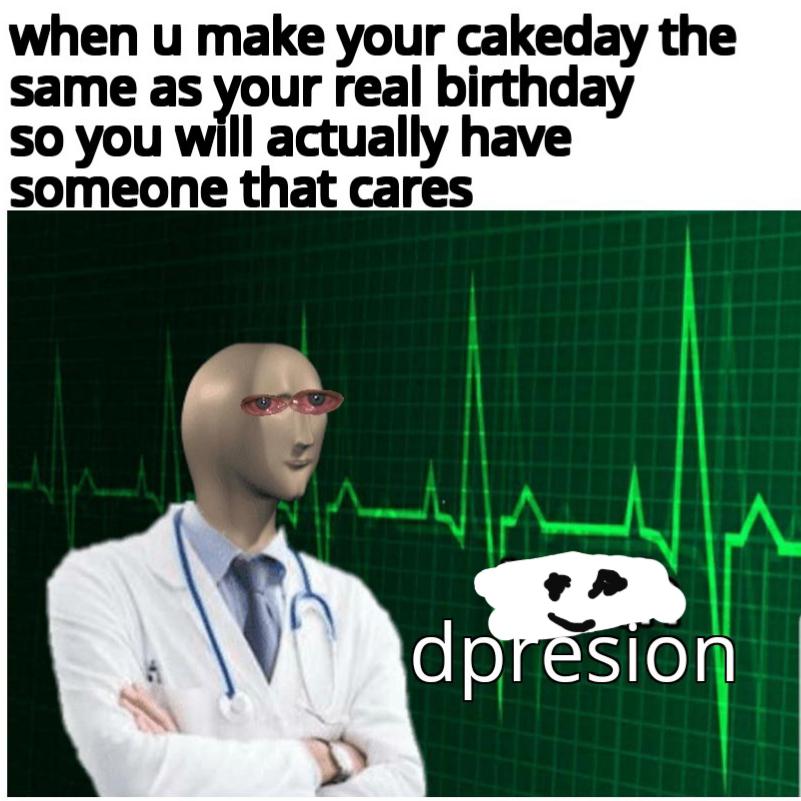 when u make your cakeday the
same as your real birthday
so you will actually have
someone that cares
dpresion